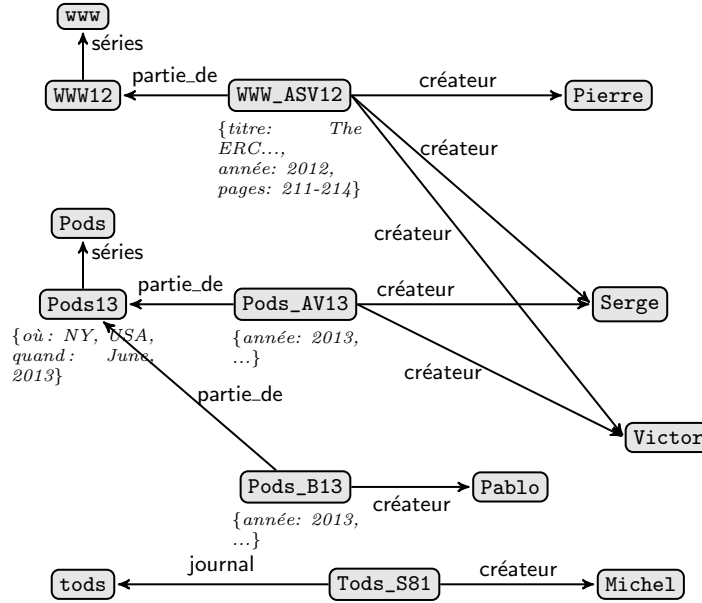 www
séries
partie_de
créateur
WWW12
WWW_ASV12
Pierre
{titre: The
ERC...,
année: 2012,
pages: 211-214}
créateur
créateur
Pods
séries
partie_de
créateur
Pods13
Pods_AV13
Serge
{où: NY, USA,
quand: June,
2013}
{année: 2013,
...}
créateur
partie_de
Victor
Pods_B13
Pablo
créateur
{année: 2013,
...}
journal
créateur
tods
Tods_S81
Michel